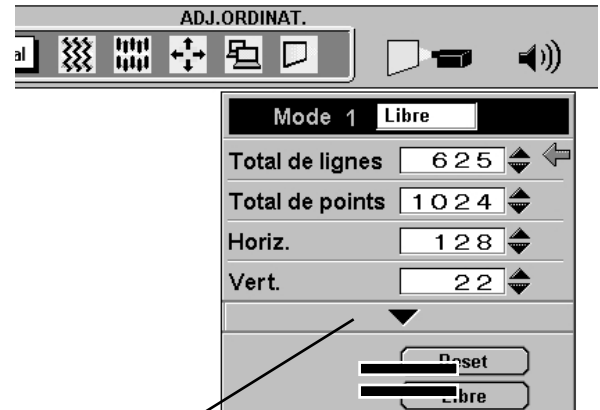 ADJ.ORDINAT.
al
Mode 1 Libre
Total de lignes 625
Total de points 1024
Horiz. 128
Vert. 22
Reset
Libre